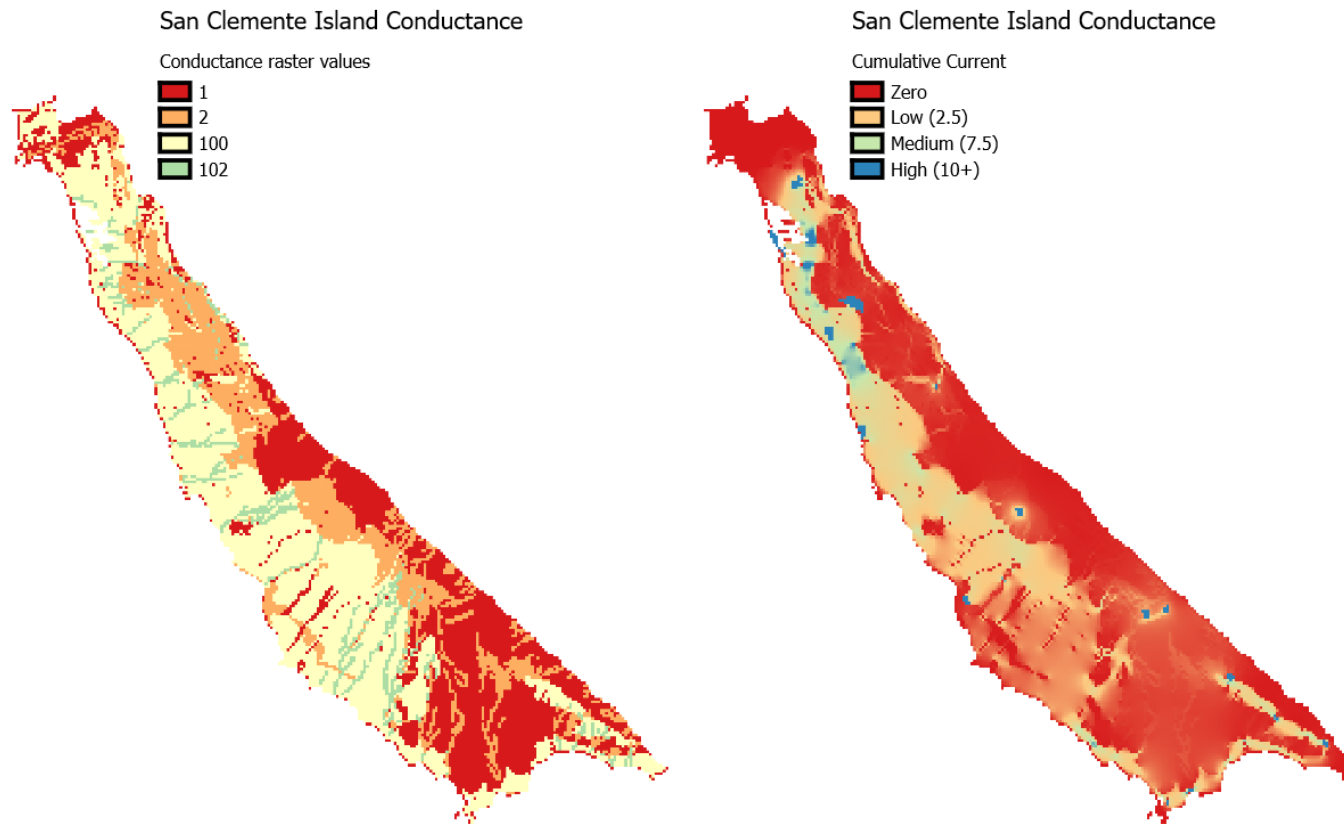 San Clemente Island Conductance
Conductance raster values
1
2
100
102
San Clemente Island Conductance
Cumulative Current
Zero
Low (2.5)
Medium (7.5)
High (10+)